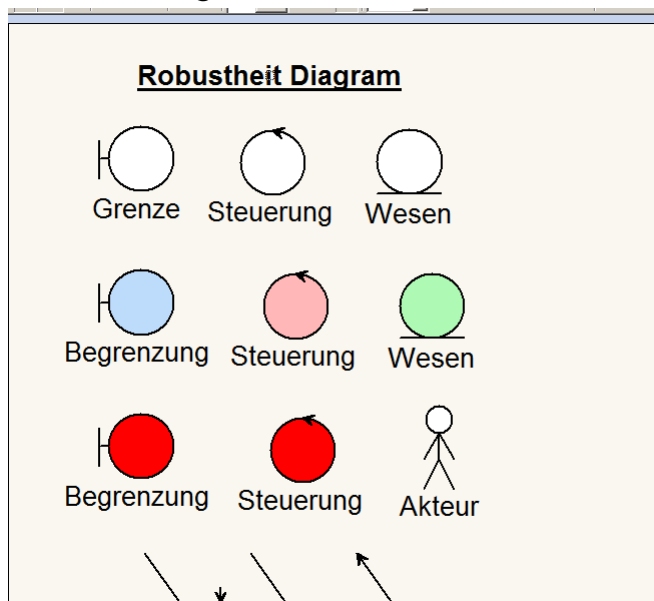 Robustheit Diagram
Grenze Steuerung Wesen
Begrenzung Steuerung Wesen
Begrenzung Steuerung Akteur